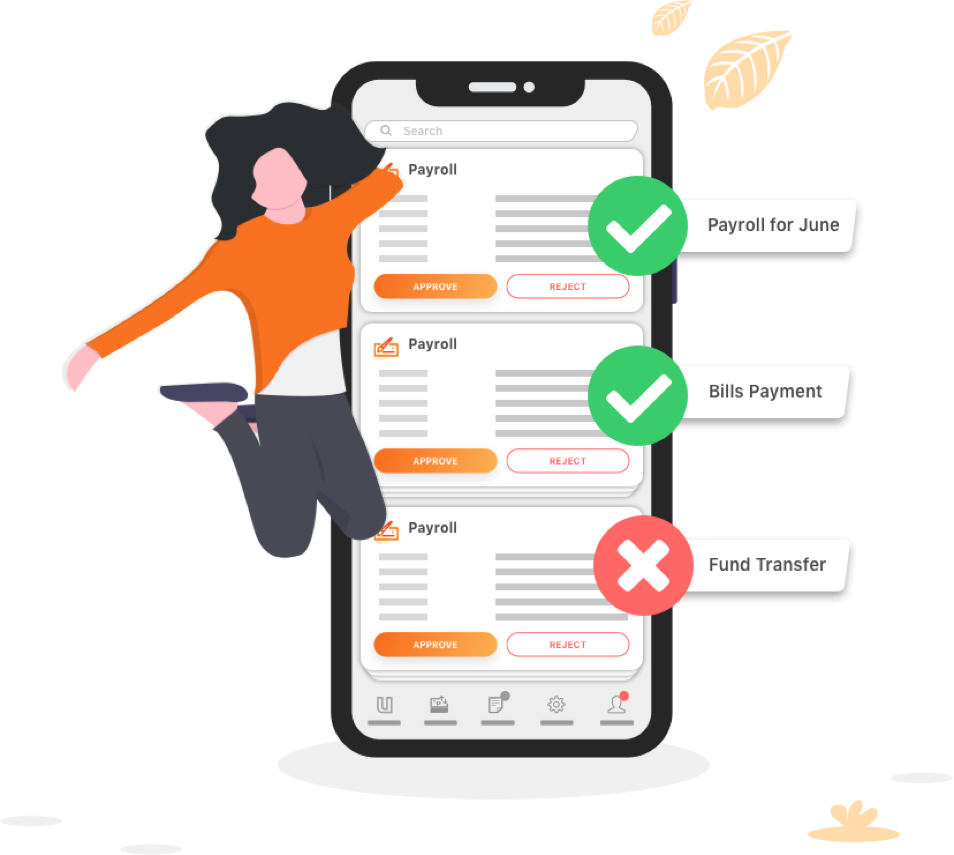 Search
Payroll
Payroll for June
APPROVE
REJECT
Payroll
Bills Payment
APPROVE
REJECT
Payroll
Fund Transfer
APPROVE
REJECT